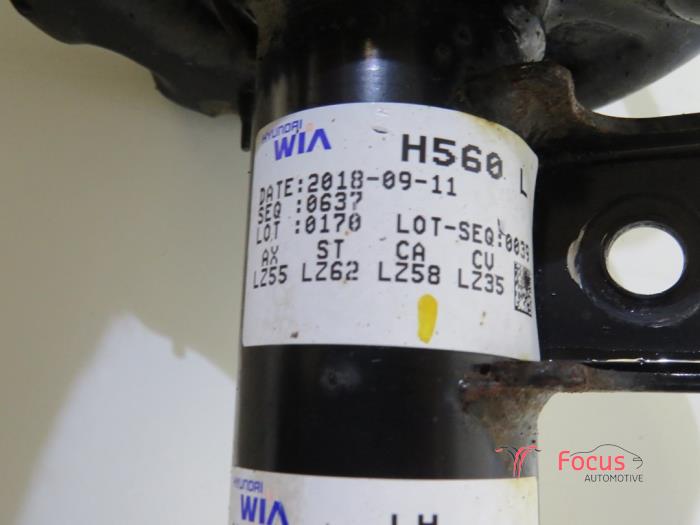 HYUNDAI
WIA H560 L
DATE:2018-09-11
SEQ :0637
LOT :0170 LOT-SEQ:0039
AX ST CA CV
LZ55 LZ62 LZ58 LZ35
HYUNDAI
WIA LH
Focus
AUTOMOTIVE